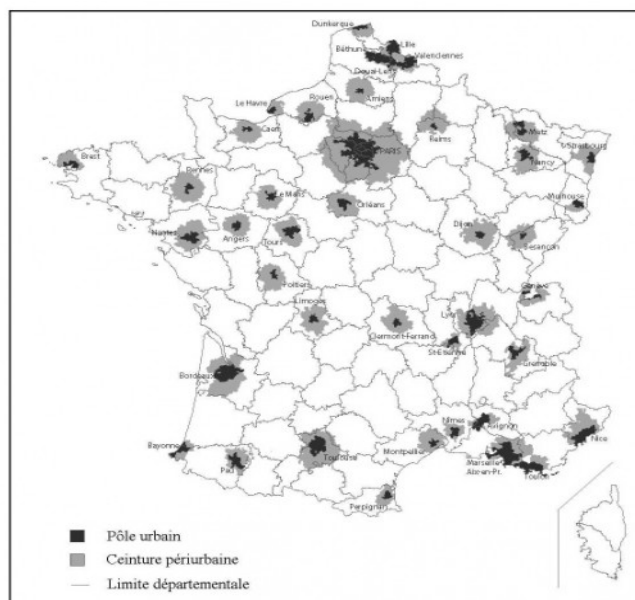 Dunkerque
Lille
Béthune
Valenciennes
Douai-Lens
Amiens
Rouen
Le Havre
Caen
Reims
Metz
PARIS
Strasbourg
Nancy
Brest
Rennes
Le Mans
Orléans
Mulhouse
Nantes
Angers
Tours
Dijon
Besançon
Poitiers
Genève
Limoges
Lyon
Clermont-Ferrand
St-Etienne
Grenoble
Bordeaux
Nîmes
Avignon
Bayonne
Nice
Pau
Toulouse
Montpellier
Marseille
Aix-en-Pr.
Toulon
Perpignan
Pôle urbain
Ceinture périurbaine
Limite départementale